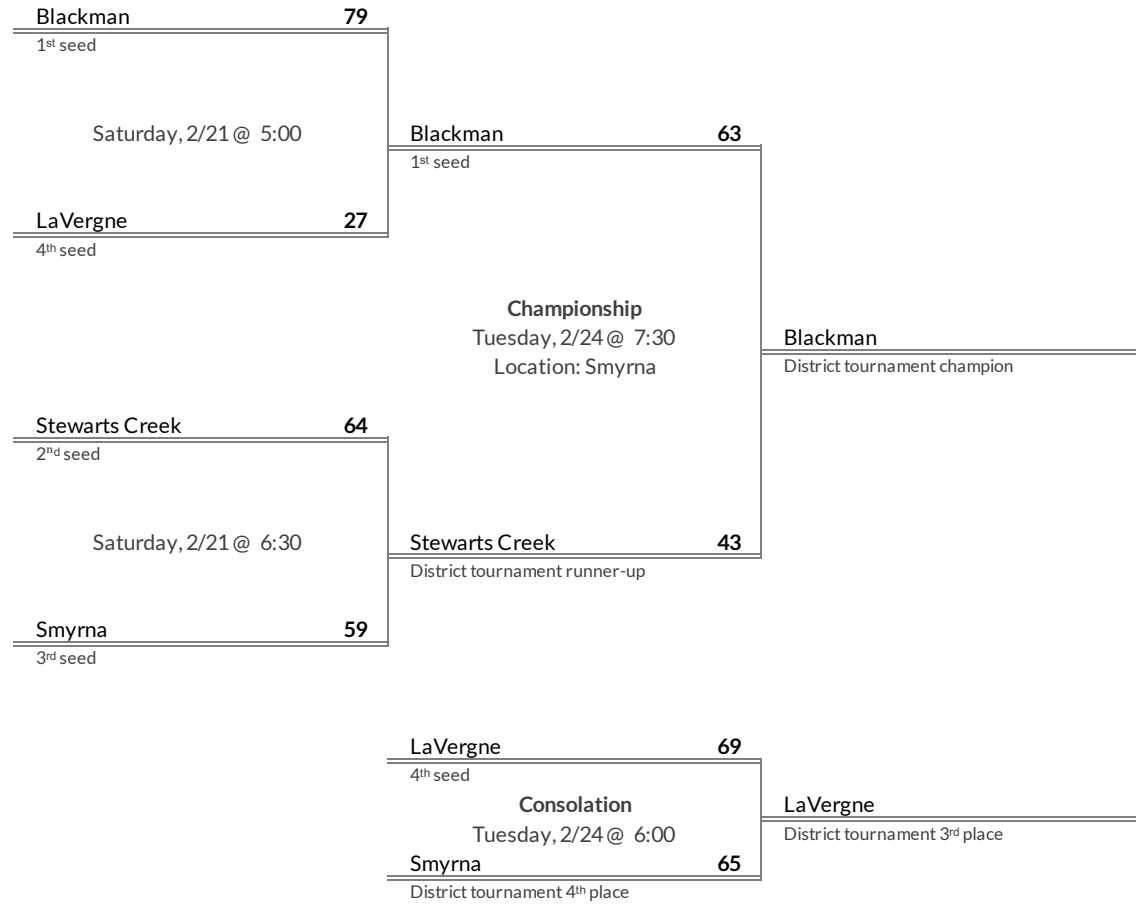 Blackman 79
1st seed
Saturday, 2/21 @ 5:00
LaVergne 27
4th seed
Blackman 63
1st seed
Championship
Tuesday, 2/24 @ 7:30
Location: Smyrna
Blackman
District tournament champion
Stewarts Creek 64
2nd seed
Saturday, 2/21 @ 6:30
Smyrna 59
3rd seed
Stewarts Creek 43
District tournament runner-up
LaVergne 69
4th seed
Consolation
Tuesday, 2/24 @ 6:00
Smyrna 65
District tournament 4th place
LaVergne
District tournament 3rd place